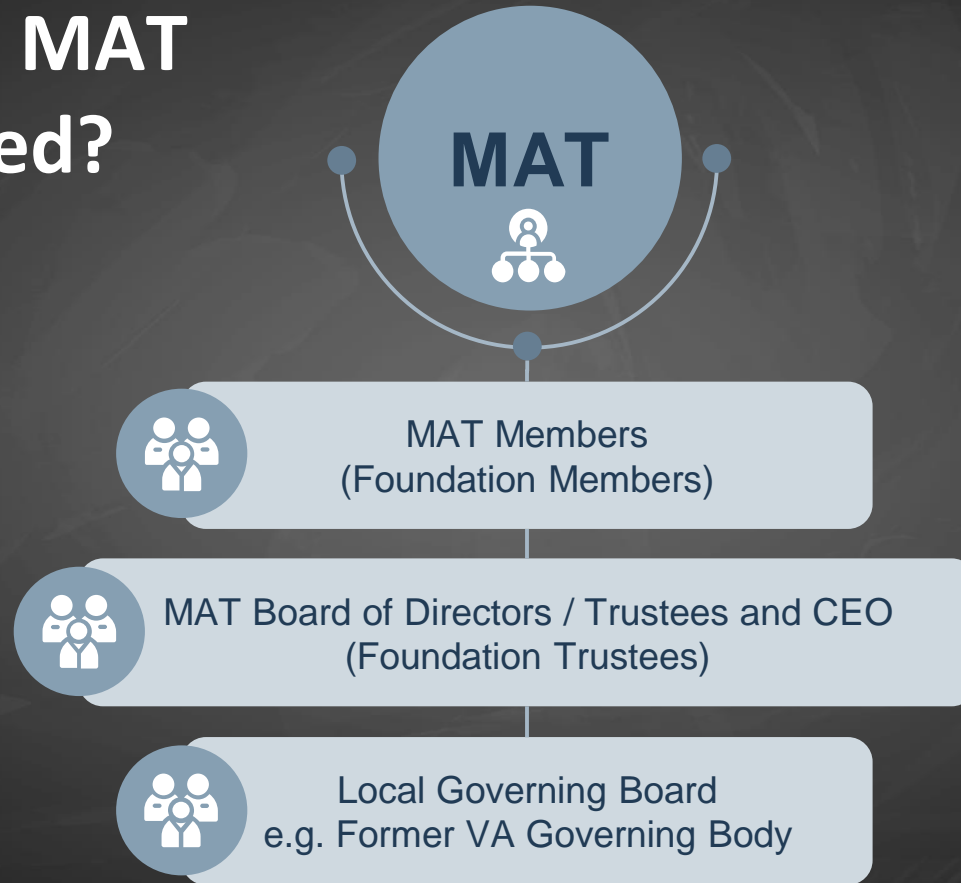 MAT
ed?
MAT
MAT Members
(Foundation Members)
MAT Board of Directors / Trustees and CEO
(Foundation Trustees)
Local Governing Board
e.g. Former VA Governing Body